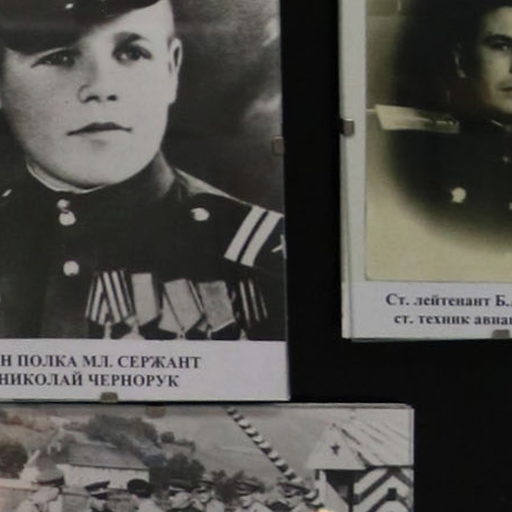 Н ПОЛКА МЛ. СЕРЖАНТ
НИКОЛАЙ ЧЕРНОРУК
Ст. лейтенант Б.
ст. техник авиа